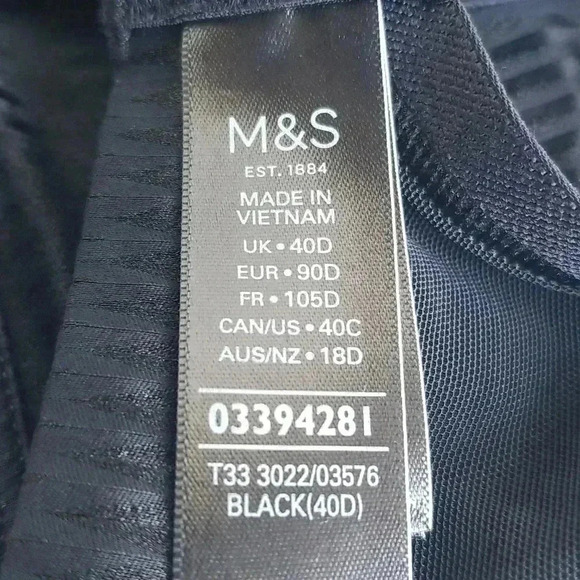 M&S
EST. 1884
MADE IN
VIETNAM
UK • 40D
EUR • 90D
FR • 105D
CAN/US • 40C
AUS/NZ • 18D
03394281
T33 3022/03576
BLACK(40D)